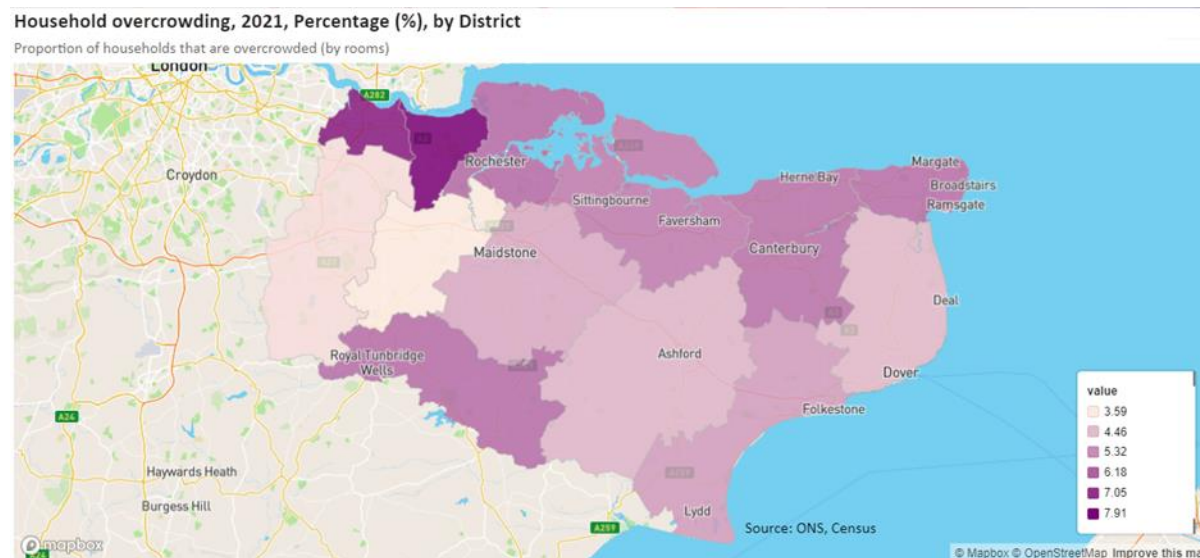 Household overcrowding, 2021, Percentage (%), by District
Proportion of households that are overcrowded (by rooms)
London
A282
Croydon
Rochester
Margate
Herne Bay
Broadstairs
Sittingbourne
Ramsgate
Faversham
Maidstone
Canterbury
Deal
Royal Tunbridge
Wells
Ashford
Dover
Folkestone
A24
Haywards Heath
Burgess Hill
Lydd
A259
Source: ONS, Census
value
3.59
4.46
5.32
6.18
7.05
7.91
mapbox
© Mapbox © OpenStreetMap Improve this